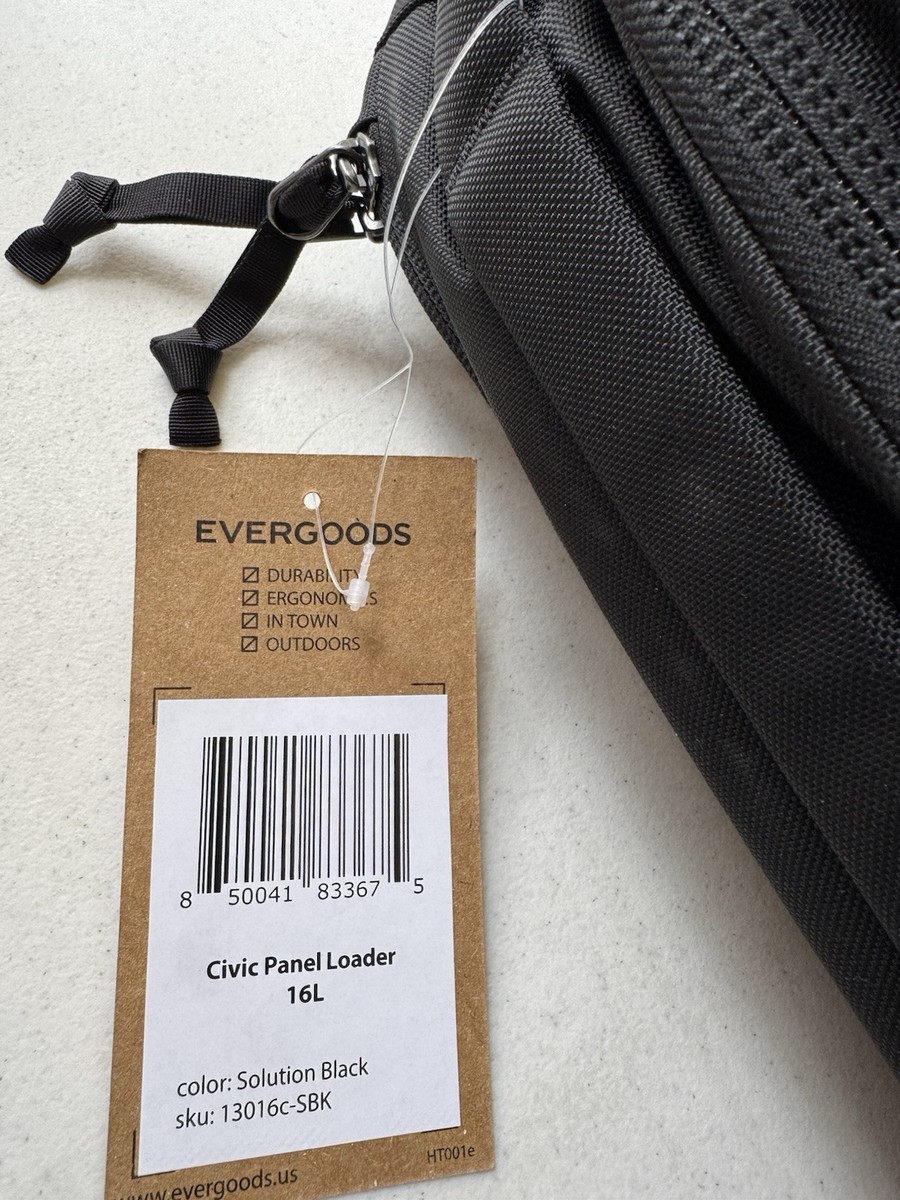 EVERGOODS
DURABILITY
ERGONOMICS
IN TOWN
OUTDOORS
8 50041 83367 5
Civic Panel Loader
16L
color: Solution Black
sku: 13016c-SBK
HT001e
www.evergoods.us